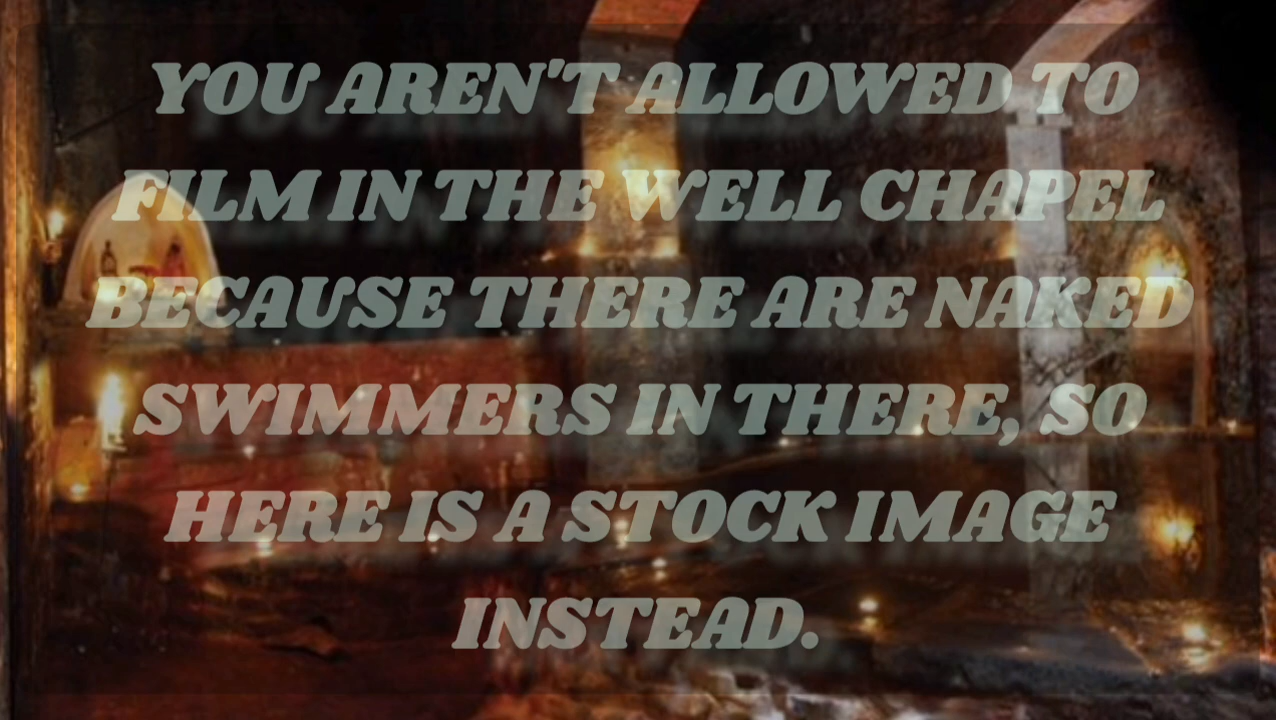 YOU AREN'T ALLOWED TO
FILM IN THE WELL CHAPEL
BECAUSE THERE ARE NAKED
SWIMMERS IN THERE, SO
HERE IS A STOCK IMAGE
INSTEAD.